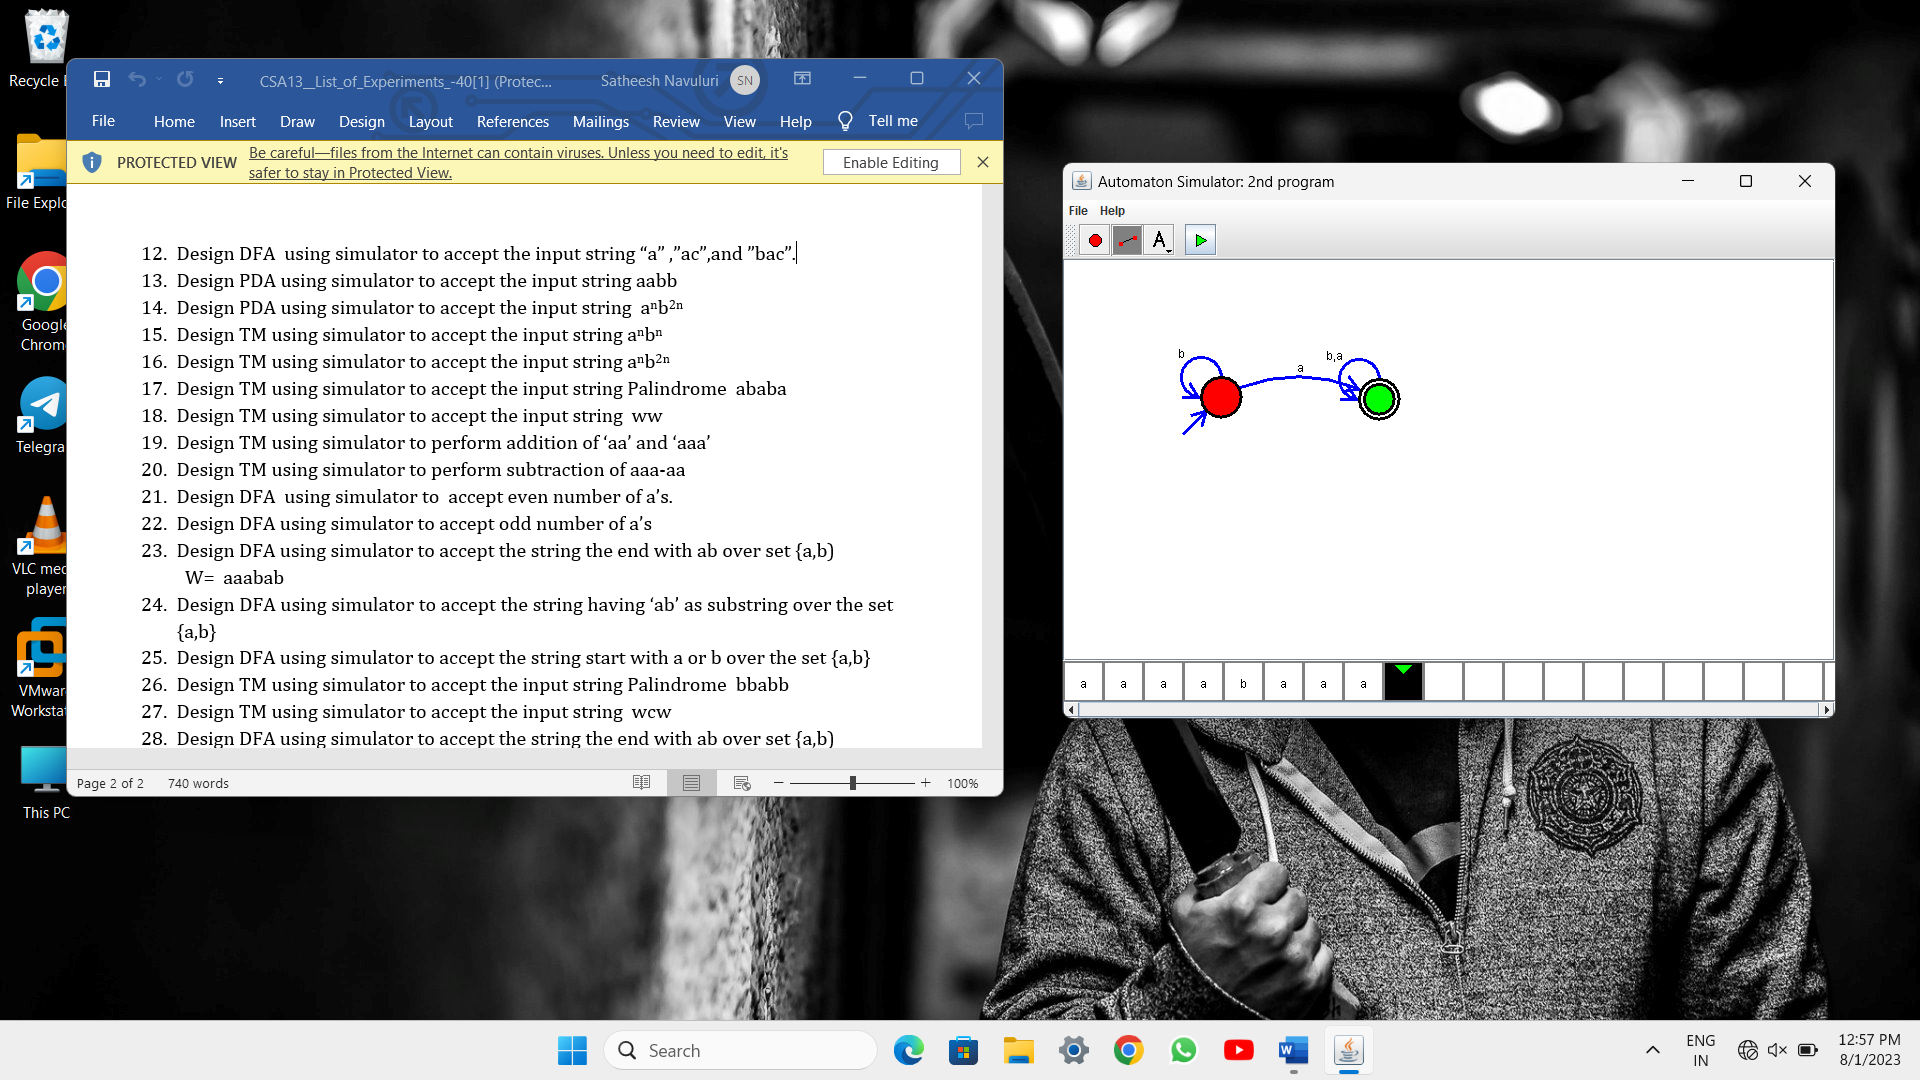 Recycle
File Explo
Google
Chrom
Telegra
VLC med
player
VMwar
Workstat
This PC
CSA13__List_of_Experiments_-40[1] (Protec...
Satheesh Navuluri
SN
File Home Insert Draw Design Layout References Mailings Review View Help Tell me
PROTECTED VIEW
Be careful—files from the Internet can contain viruses. Unless you need to edit, it's
safer to stay in Protected View.
Enable Editing
12. Design DFA using simulator to accept the input string “a” ,”ac”,and ”bac”.
13. Design PDA using simulator to accept the input string aabb
14. Design PDA using simulator to accept the input string aⁿb²ⁿ
15. Design TM using simulator to accept the input string aⁿbⁿ
16. Design TM using simulator to accept the input string aⁿb²ⁿ
17. Design TM using simulator to accept the input string Palindrome ababa
18. Design TM using simulator to accept the input string ww
19. Design TM using simulator to perform addition of ‘aa’ and ‘aaa’
20. Design TM using simulator to perform subtraction of aaa-aa
21. Design DFA using simulator to accept even number of a’s.
22. Design DFA using simulator to accept odd number of a’s
23. Design DFA using simulator to accept the string the end with ab over set {a,b)
W= aaabab
24. Design DFA using simulator to accept the string having ‘ab’ as substring over the set
{a,b}
25. Design DFA using simulator to accept the string start with a or b over the set {a,b}
26. Design TM using simulator to accept the input string Palindrome bbabb
27. Design TM using simulator to accept the input string wcw
28. Design DFA using simulator to accept the string the end with ab over set {a,b)
Page 2 of 2 740 words
100%
Automaton Simulator: 2nd program
File Help
A
b
a
b,a
a a a a b a a a
Search
ENG
IN
12:57 PM
8/1/2023